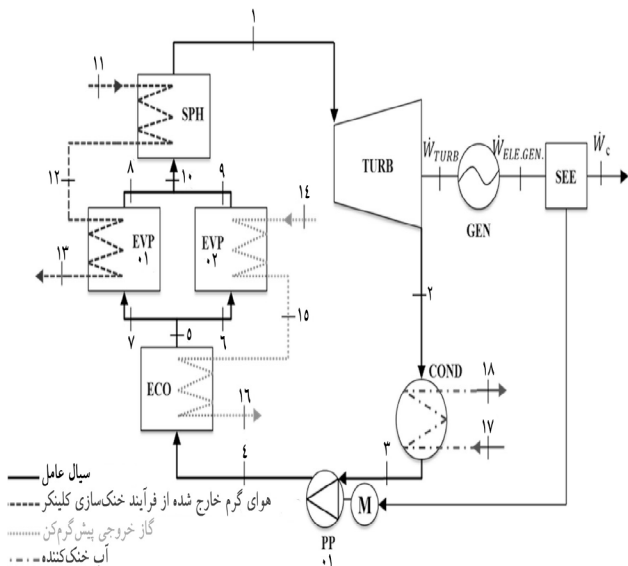 ۱
۱۱
SPH
۱۲
۸
۱۰
۹
۱۴
TURB
Ẇ_TURB
Ẇ_ELE.GEN.
Ẇ_c
SEE
GEN
EVP
۰۱
EVP
۰۲
۱۳
۲
۱۵
۷
۵
۶
ECO
COND
۱۸
۱۷
۱۶
۴
۳
M
PP
۰۱
سیال عامل
هوای گرم خارج شده از فرآیند خنک‌سازی کلینکر
گاز خروجی پیش‌گرم‌کن
آب خنک‌کننده